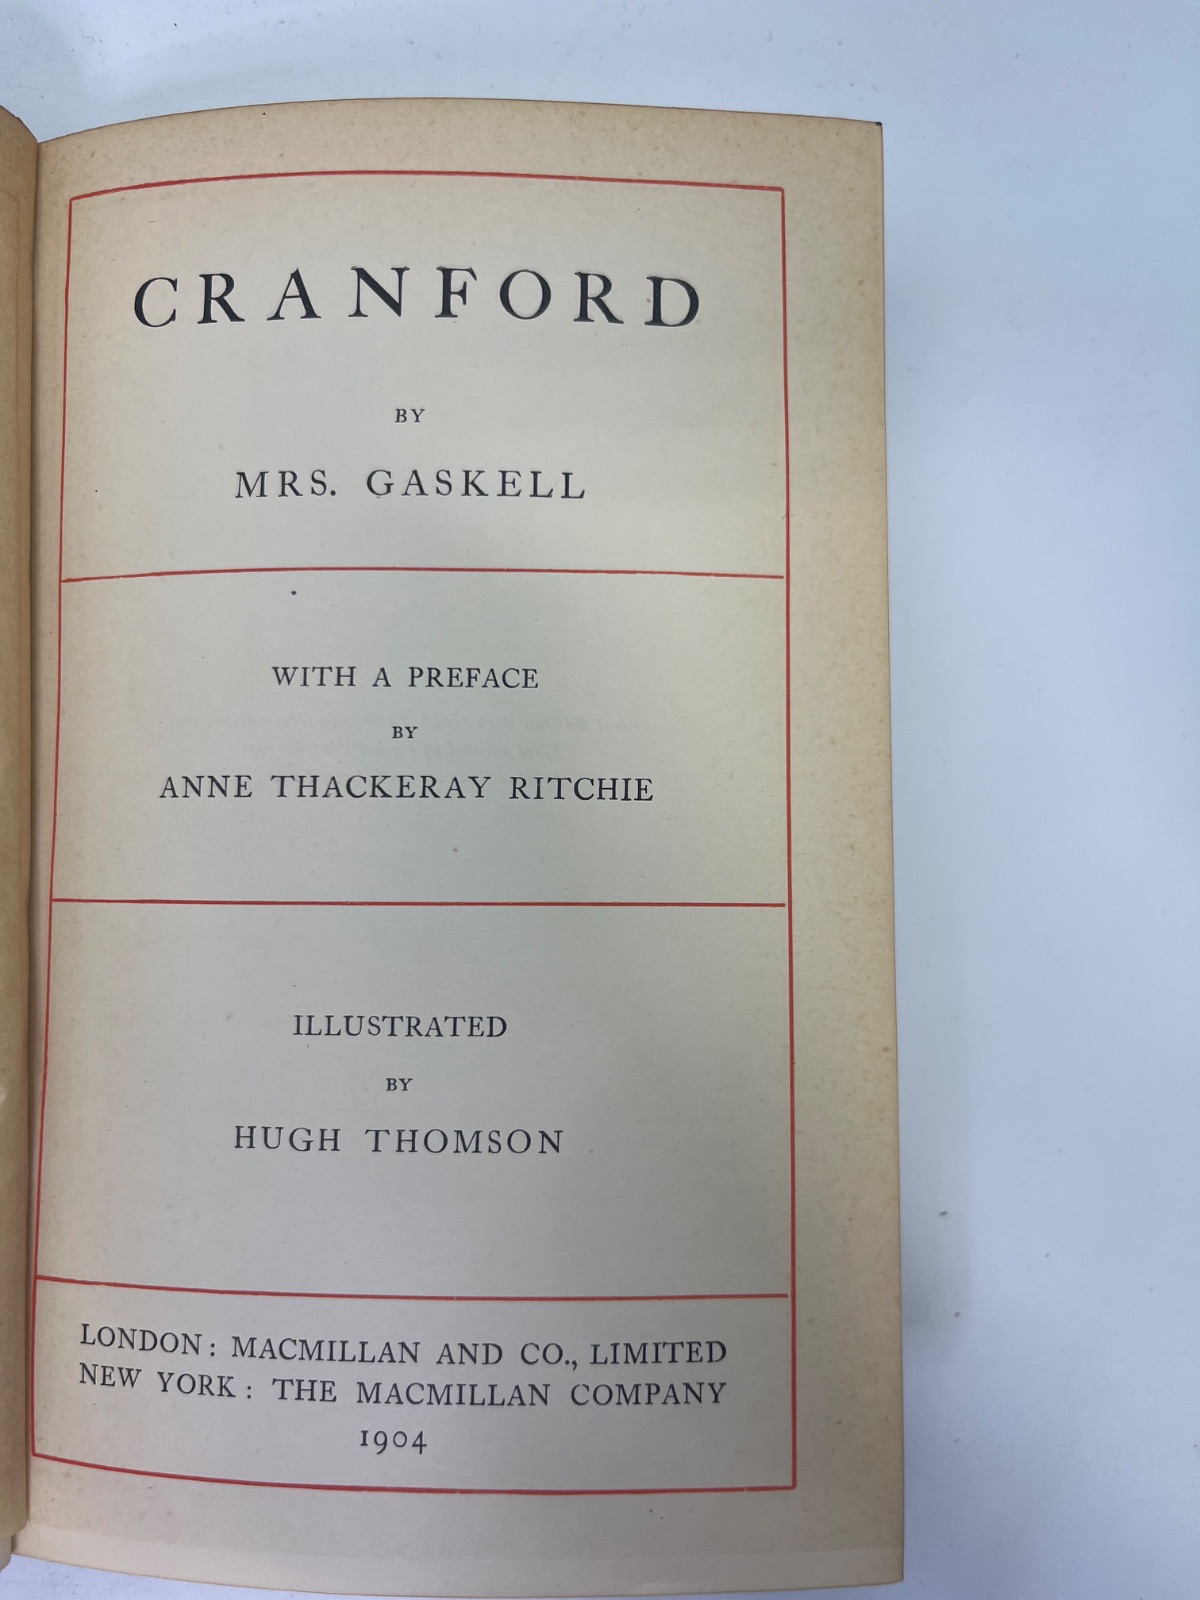 CRANFORD
BY
MRS. GASKELL
WITH A PREFACE
BY
ANNE THACKERAY RITCHIE
ILLUSTRATED
BY
HUGH THOMSON
LONDON: MACMILLAN AND CO., LIMITED
NEW YORK: THE MACMILLAN COMPANY
1904